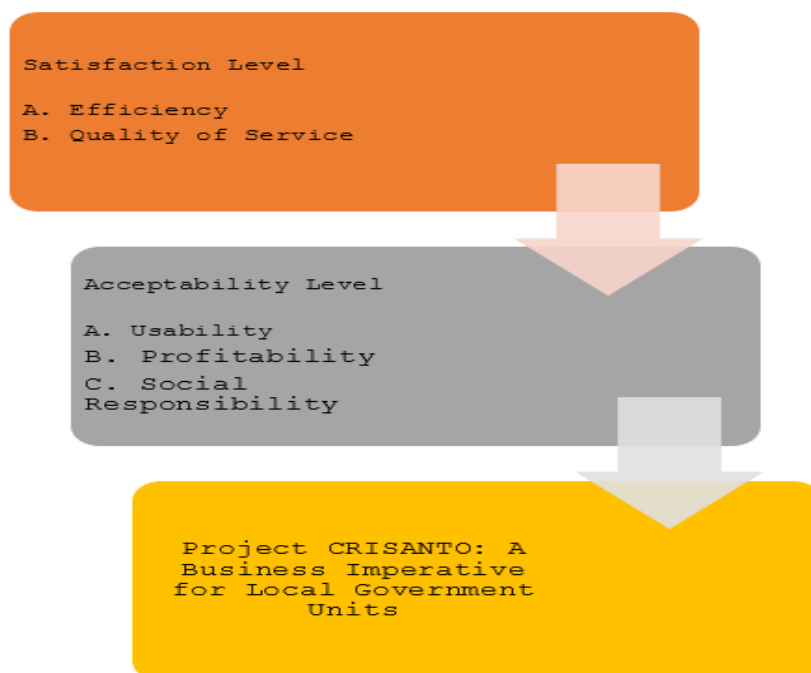 Satisfaction Level
A. Efficiency
B. Quality of Service
Acceptability Level
A. Usability
B. Profitability
C. Social
Responsibility
Project CRISANTO: A
Business Imperative
for Local Government
Units